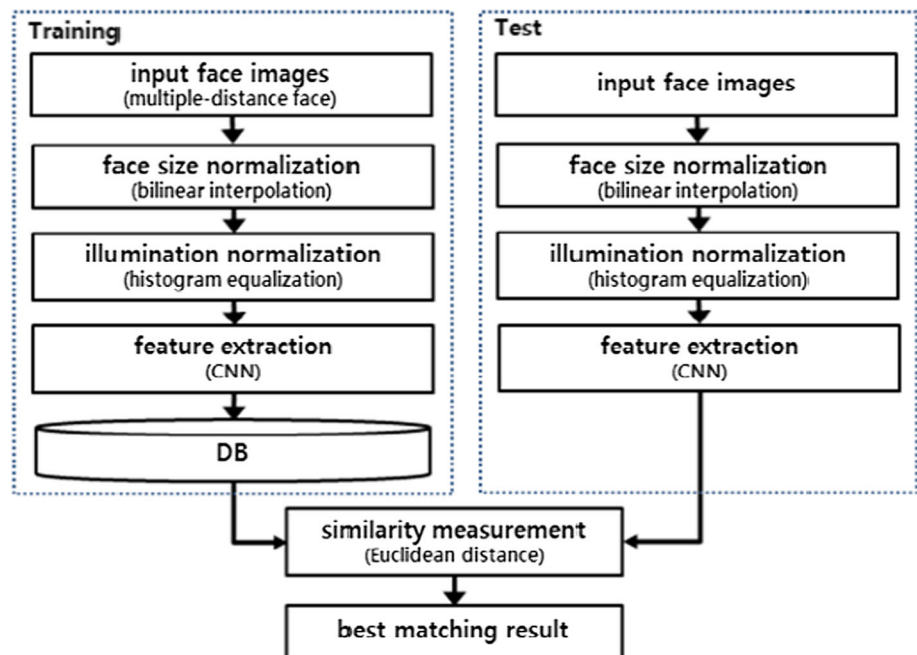 Training
input face images
(multiple-distance face)
face size normalization
(bilinear interpolation)
illumination normalization
(histogram equalization)
feature extraction
(CNN)
DB
Test
input face images
face size normalization
(bilinear interpolation)
illumination normalization
(histogram equalization)
feature extraction
(CNN)
similarity measurement
(Euclidean distance)
best matching result